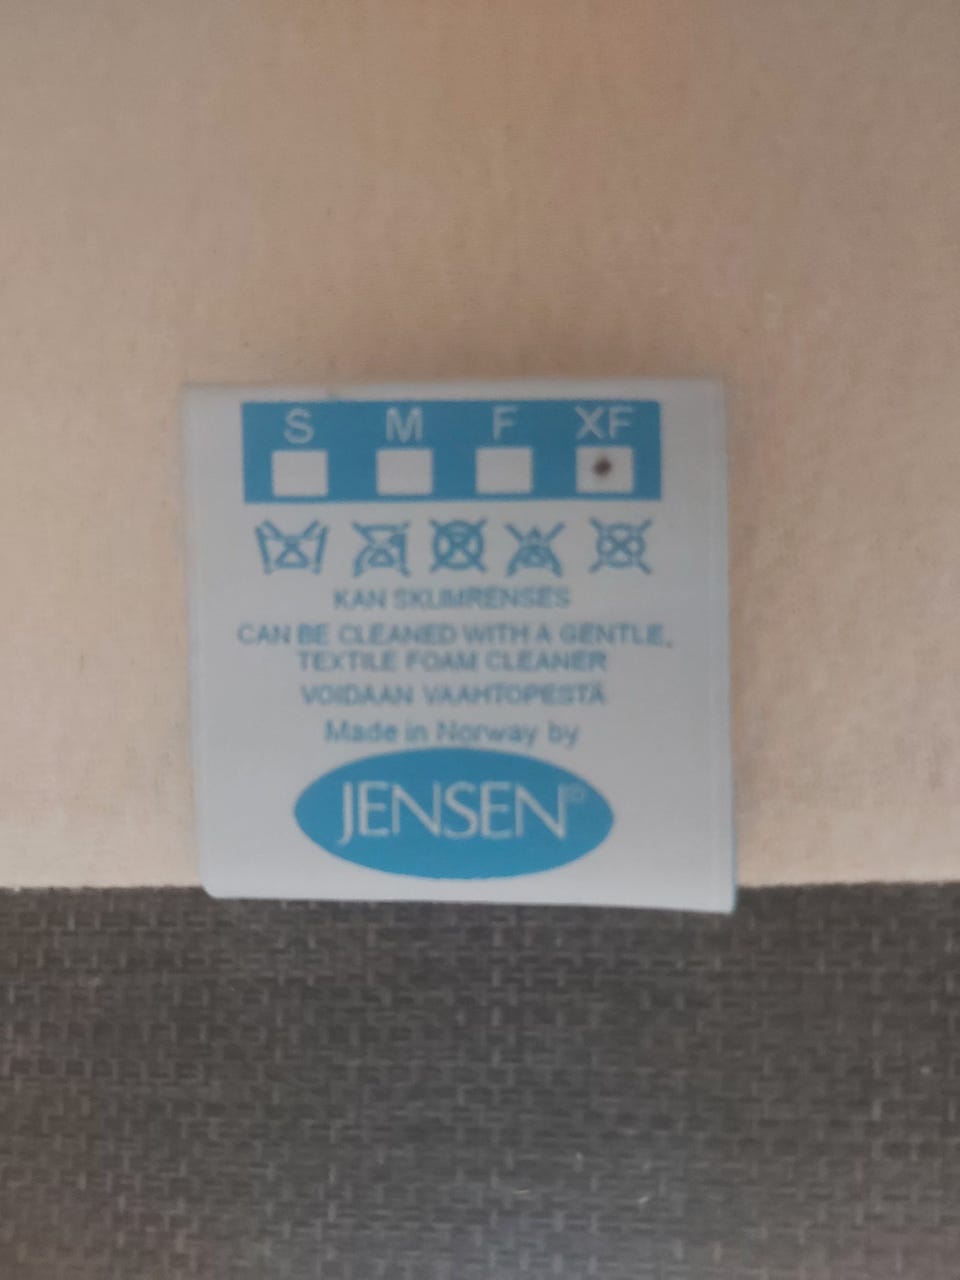 S M F XF
KAN SKUMRENSES
CAN BE CLEANED WITH A GENTLE.
TEXTILE FOAM CLEANER
VOIDAAN VAAHTOPESTÄ
Made in Norway by
JENSEN®